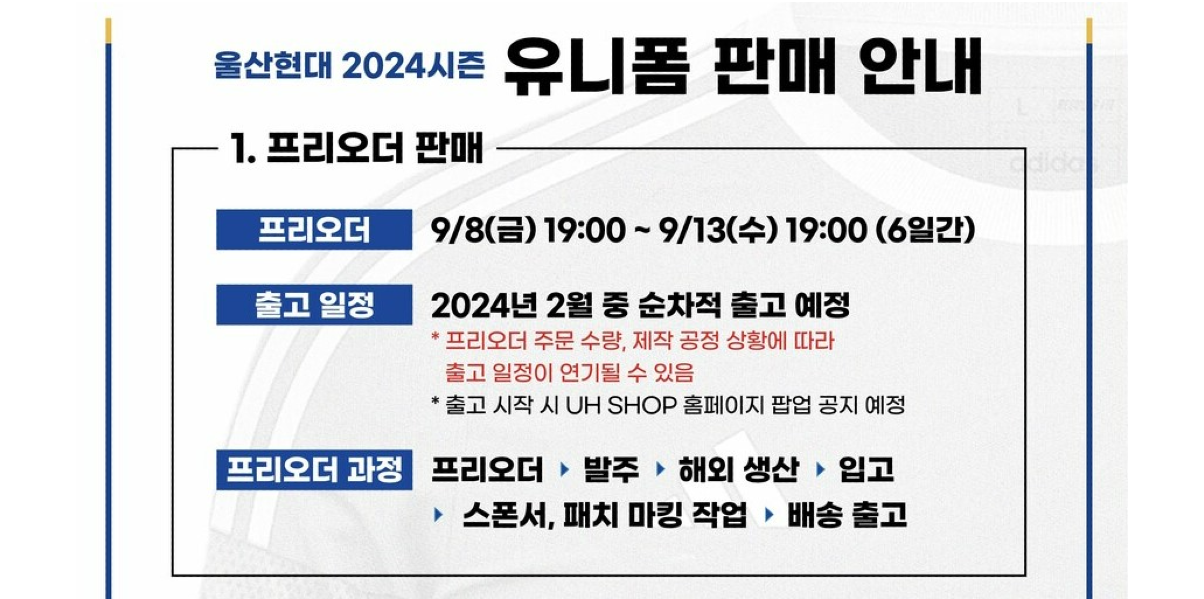 울산현대 2024시즌 유니폼 판매 안내
1. 프리오더 판매
프리오더 9/8(금) 19:00 ~ 9/13(수) 19:00 (6일간)
출고 일정 2024년 2월 중 순차적 출고 예정
* 프리오더 주문 수량, 제작 공정 상황에 따라
출고 일정이 연기될 수 있음
* 출고 시작 시 UH SHOP 홈페이지 팝업 공지 예정
프리오더 과정 프리오더 ▸ 발주 ▸ 해외 생산 ▸ 입고
▸ 스폰서, 패치 마킹 작업 ▸ 배송 출고
adidas